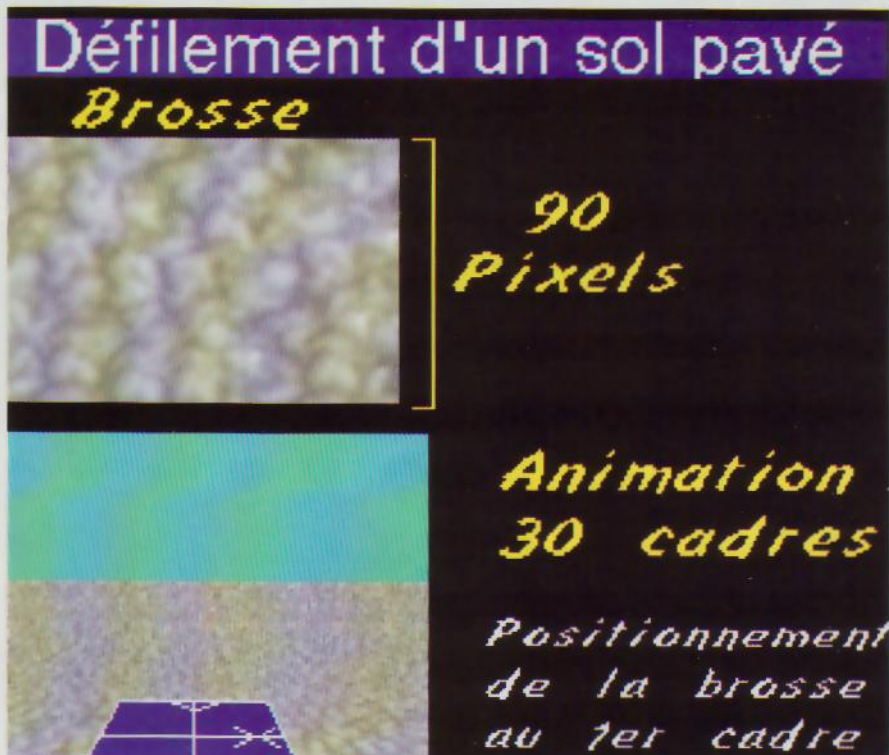 Défilement d'un sol pavé
Brosse
90
Pixels
Animation
30 cadres
Positionnement
de la brosse
au 1er cadre